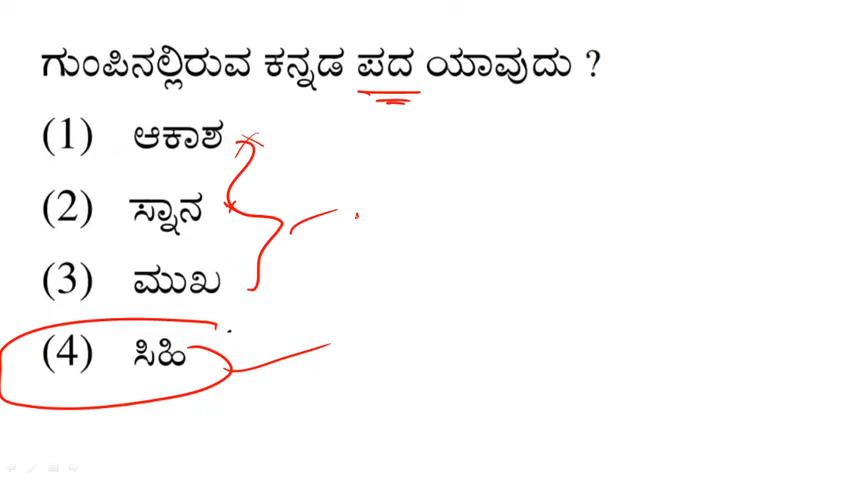 ಗುಂಪಿನಲ್ಲಿರುವ ಕನ್ನಡ ಪದ ಯಾವುದು ?
(1) ಆಕಾಶ
(2) ಸ್ನಾನ
(3) ಮುಖ
(4) ಸಿಹಿ